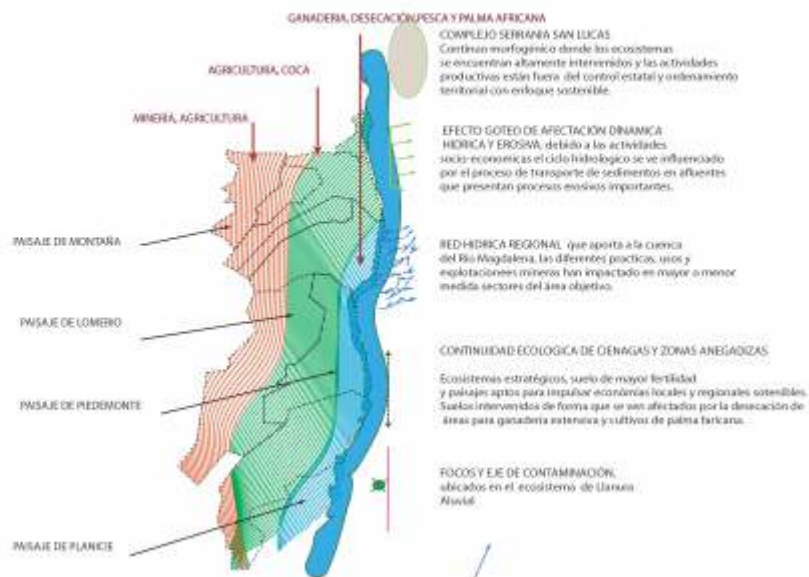 GANADERIA, DESECACIÓN PESCA Y PALMA AFRICANA
AGRICULTURA, COCA
MINERIA, AGRICULTURA
PAISAJE DE MONTAÑA
PAISAJE DE LOMERIO
PAISAJE DE PIEDEMONTE
PAISAJE DE PLANICIE
COMPLEJO SERRANIA SAN LUCAS
Continuo morfogénico donde los ecosistemas
se encuentran altamente intervenidos y las actividades
productivas están fuera del control estatal y ordenamiento
territorial con enfoque sostenible.
EFECTO GOTEO DE AFECTACIÓN DÍNAMICA
HIDRICA Y EROSIVA, debido a las actividades
socio-economicas el ciclo hidrologico se ve influenciado
por el proceso de transporte de sedimentos en afluentes
que presentan procesos erosivos importantes.
RED HIDRICA REGIONAL que aporta a la cuenca
del Río Magdalena, las diferentes practicas, usos y
explotacionees mineras han impactado en mayor o menor
medida sectores del área objetivo.
CONTINUIDAD ECOLOGICA DE CIENAGAS Y ZONAS ANEGADIZAS
Ecosistemas estratégicos, suelo de mayor fertilidad
y paisajes aptos para impulsar economías locales y regionales sotenibles.
Suelos intervenidos de forma que se ven afectados por la desecación de
áreas para ganadería extensiva y cultivos de palma faricana.
FOCOS Y EJE DE CONTAMINACIÓN,
ubicados en el ecosistema de Llanura
Aluvial